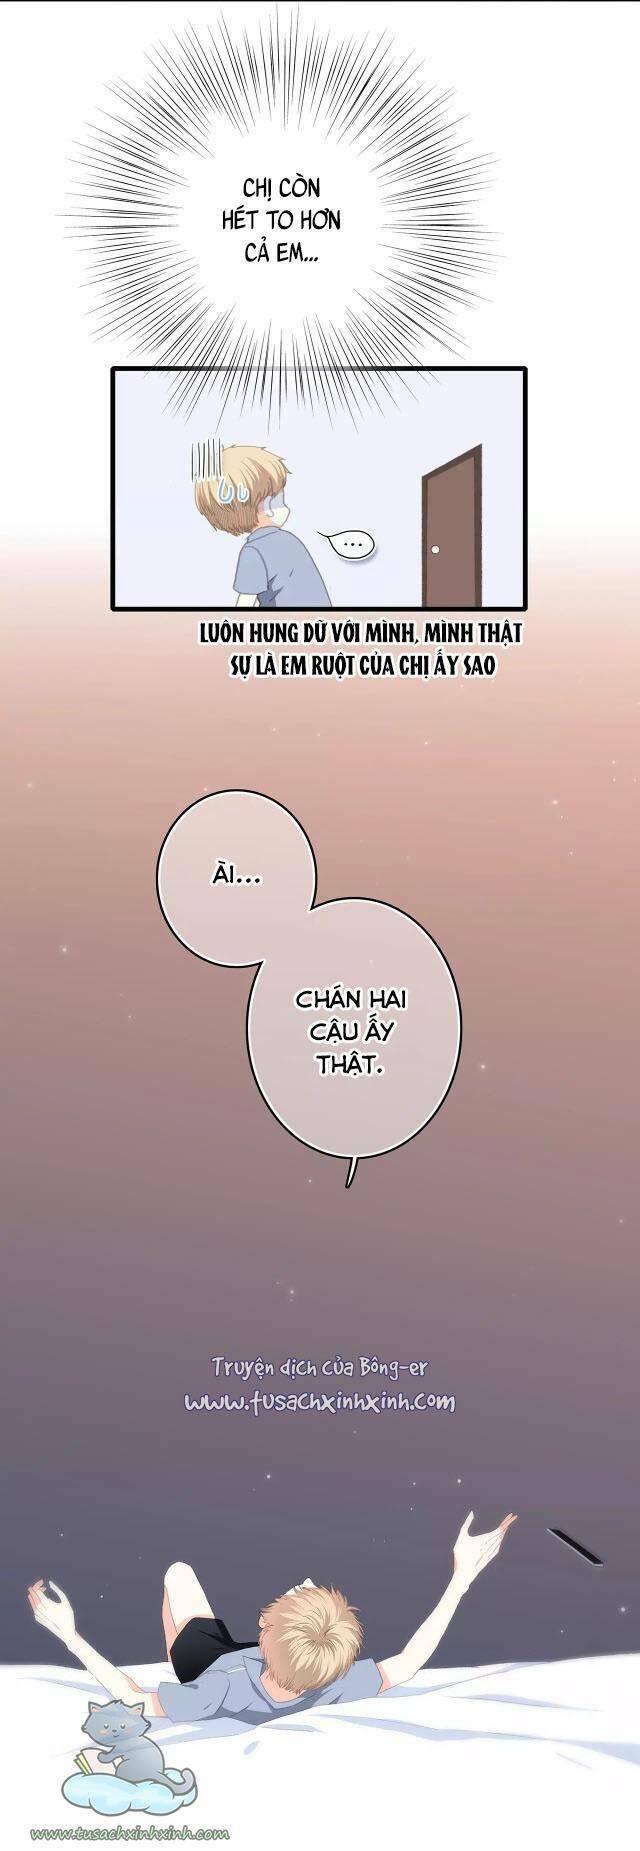 CHỊ CÒN
HÉT TO HƠN
CẢ EM...
...
LUÔN HUNG DỮ VỚI MÌNH, MÌNH THẬT
SỰ LÀ EM RUỘT CỦA CHỊ ẤY SAO
ÀI...
CHÁN HAI
CẬU ẤY
THẬT.
Truyện dịch của Bông-er
www.tusachxinhxinh.com
www.tusachxinhxinh.com